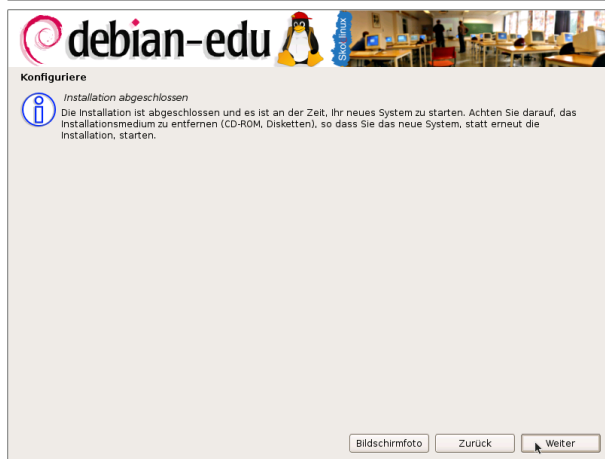 debian-edu
Skolelinux
Konfiguriere
Installation abgeschlossen
Die Installation ist abgeschlossen und es ist an der Zeit, Ihr neues System zu starten. Achten Sie darauf, das
Installationsmedium zu entfernen (CD-ROM, Disketten), so dass Sie das neue System, statt erneut die
Installation, starten.
Bildschirmfoto
Zurück
Weiter